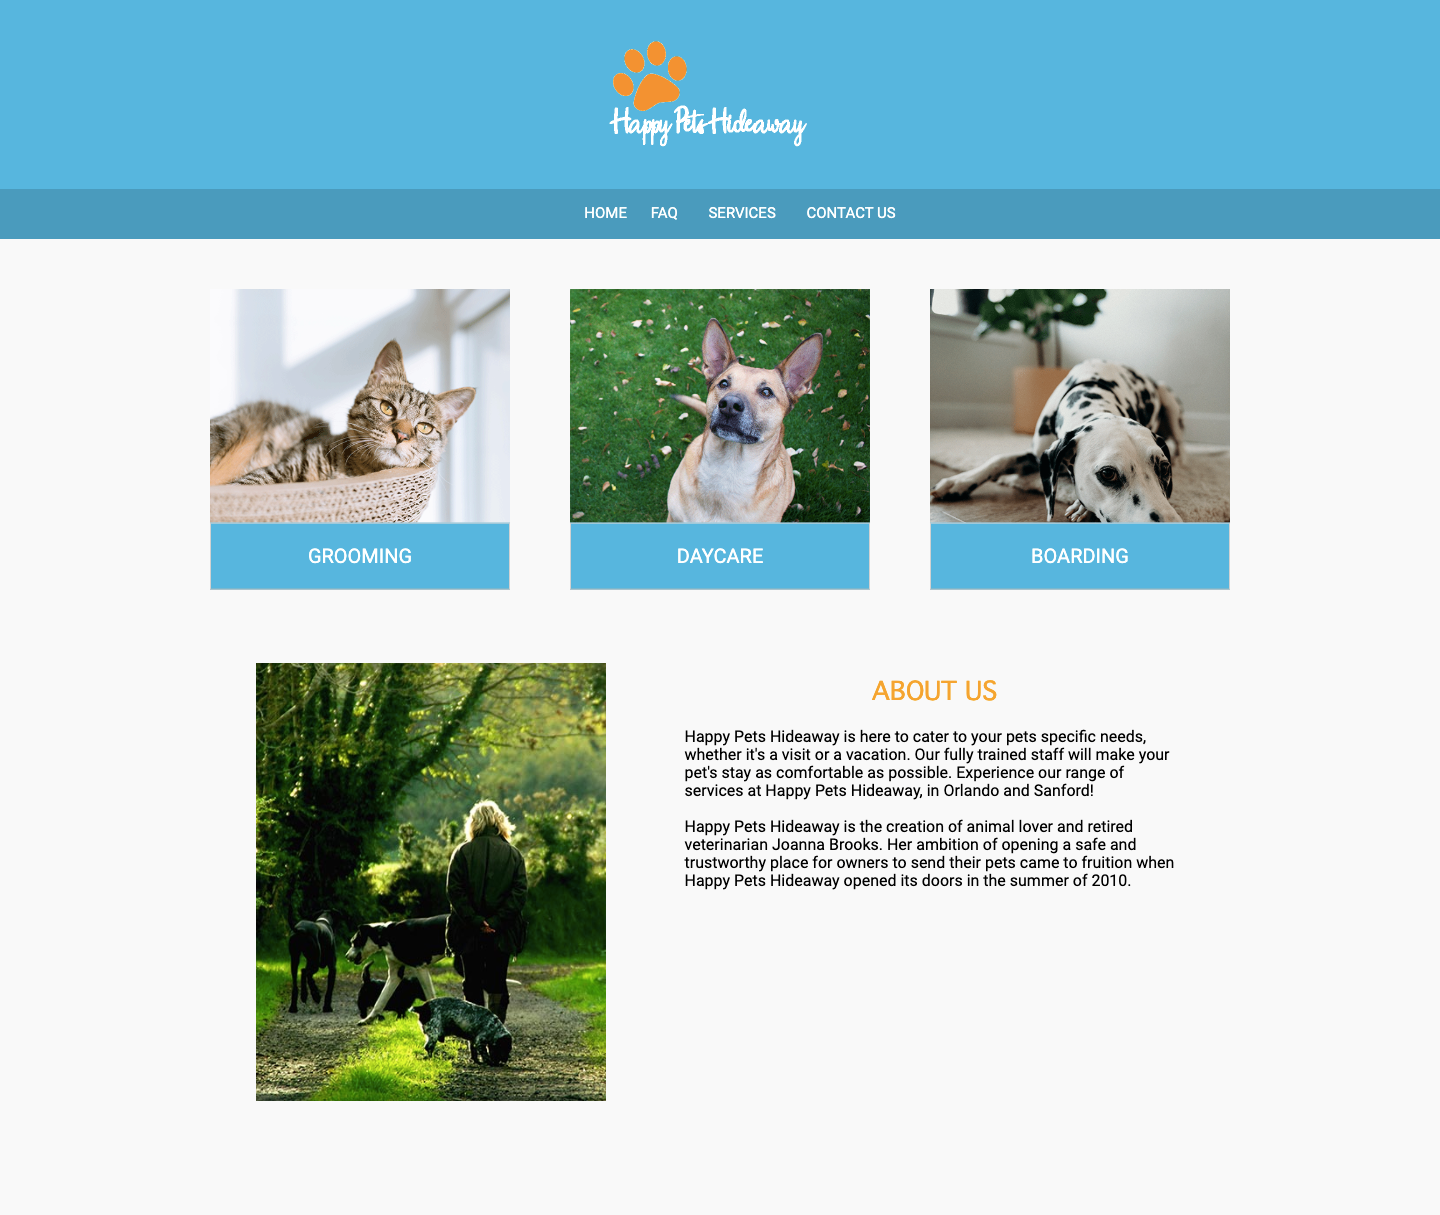 Happy Pets Hideaway
HOME FAQ SERVICES CONTACT US
GROOMING
DAYCARE
BOARDING
ABOUT US
Happy Pets Hideaway is here to cater to your pets specific needs,
whether it's a visit or a vacation. Our fully trained staff will make your
pet's stay as comfortable as possible. Experience our range of
services at Happy Pets Hideaway, in Orlando and Sanford!
Happy Pets Hideaway is the creation of animal lover and retired
veterinarian Joanna Brooks. Her ambition of opening a safe and
trustworthy place for owners to send their pets came to fruition when
Happy Pets Hideaway opened its doors in the summer of 2010.